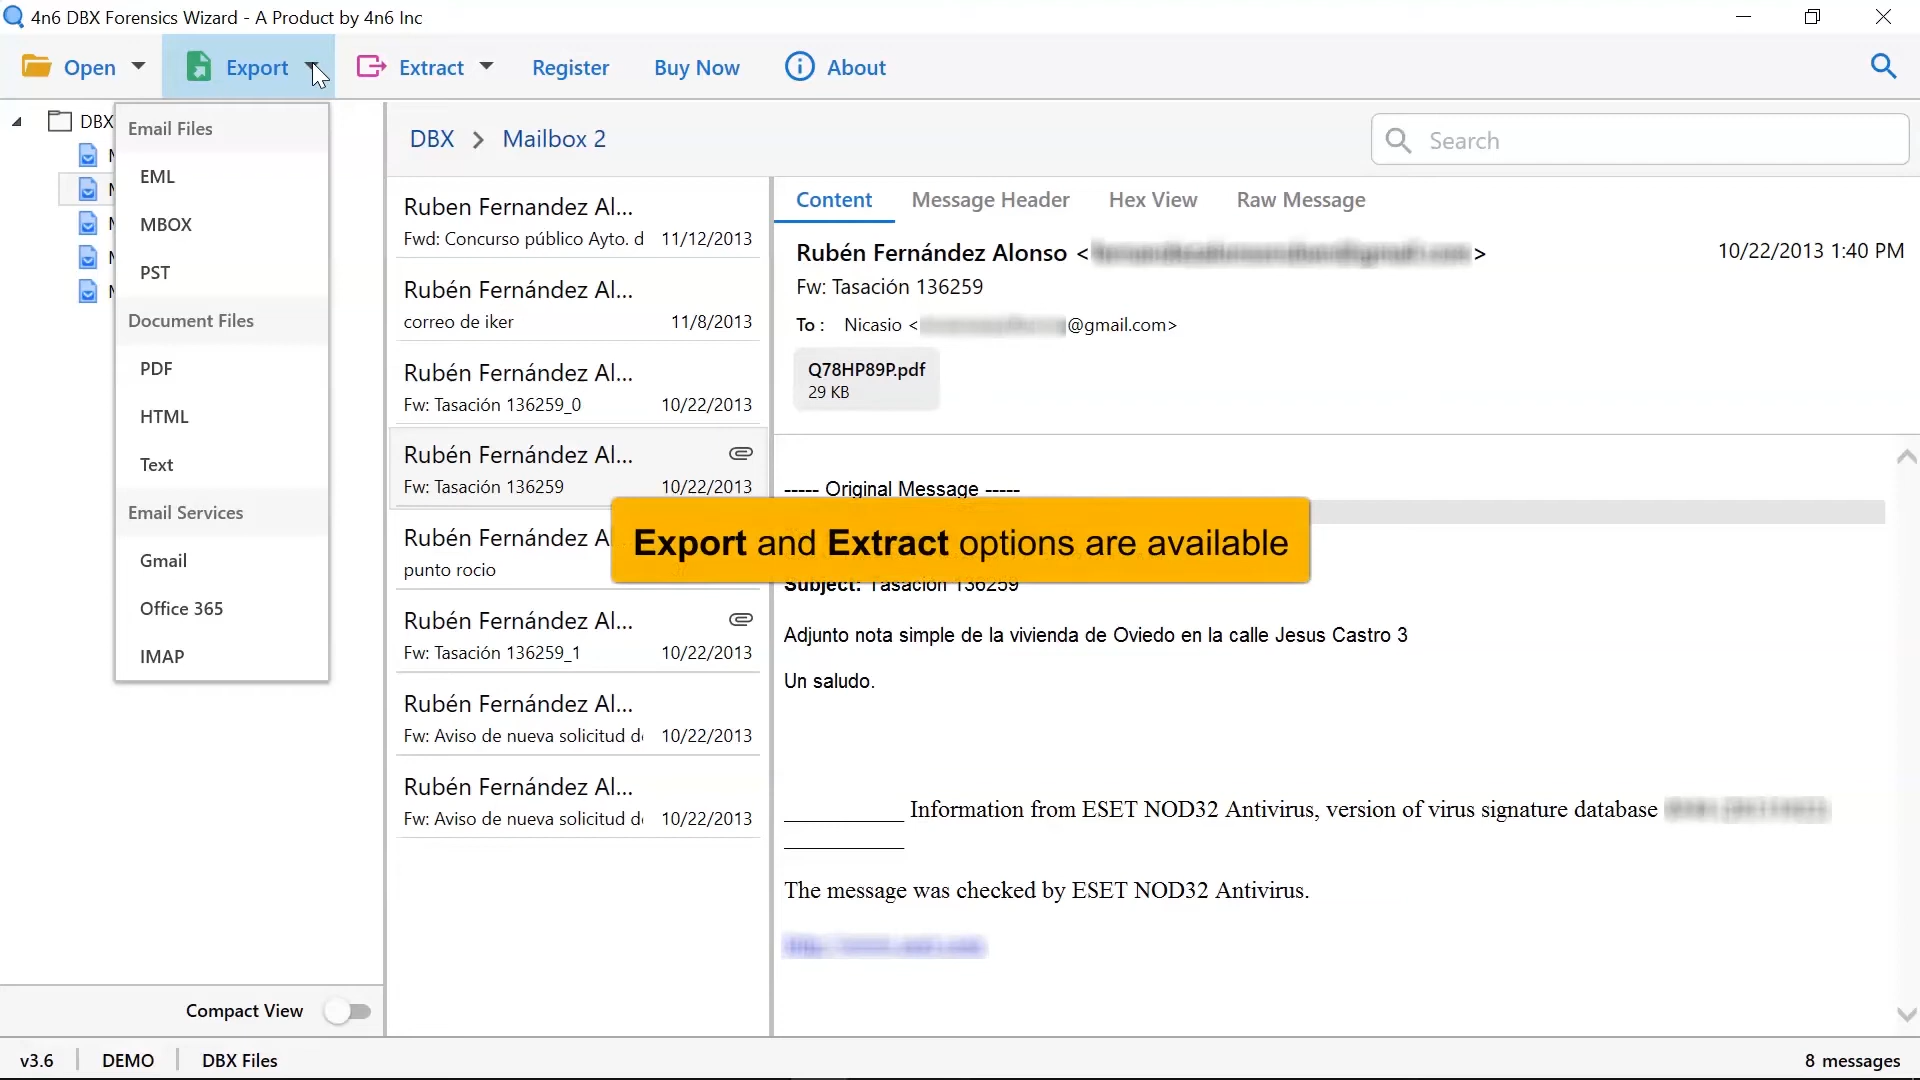 4n6 DBX Forensics Wizard - A Product by 4n6 Inc
Open Export Extract Register Buy Now About
DBX
Email Files
EML
MBOX
PST
Document Files
PDF
HTML
Text
Email Services
Gmail
Office 365
IMAP
Compact View
DBX > Mailbox 2
Search
Ruben Fernandez Al...
Fwd: Concurso público Ayto. d 11/12/2013
Rubén Fernández Al...
correo de iker 11/8/2013
Rubén Fernández Al...
Fw: Tasación 136259_0 10/22/2013
Rubén Fernández Al...
Fw: Tasación 136259 10/22/2013
Rubén Fernández A
punto rocio
Rubén Fernández Al...
Fw: Tasación 136259_1 10/22/2013
Rubén Fernández Al...
Fw: Aviso de nueva solicitud d 10/22/2013
Rubén Fernández Al...
Fw: Aviso de nueva solicitud d 10/22/2013
Content Message Header Hex View Raw Message
Rubén Fernández Alonso < > 10/22/2013 1:40 PM
Fw: Tasación 136259
To : Nicasio < @gmail.com>
Q78HP89P.pdf
29 KB
----- Original Message -----
Export and Extract options are available
Subject: Tasación 136259
Adjunto nota simple de la vivienda de Oviedo en la calle Jesus Castro 3
Un saludo.
__________ Information from ESET NOD32 Antivirus, version of virus signature database
__________
The message was checked by ESET NOD32 Antivirus.
v3.6 DEMO DBX Files 8 messages